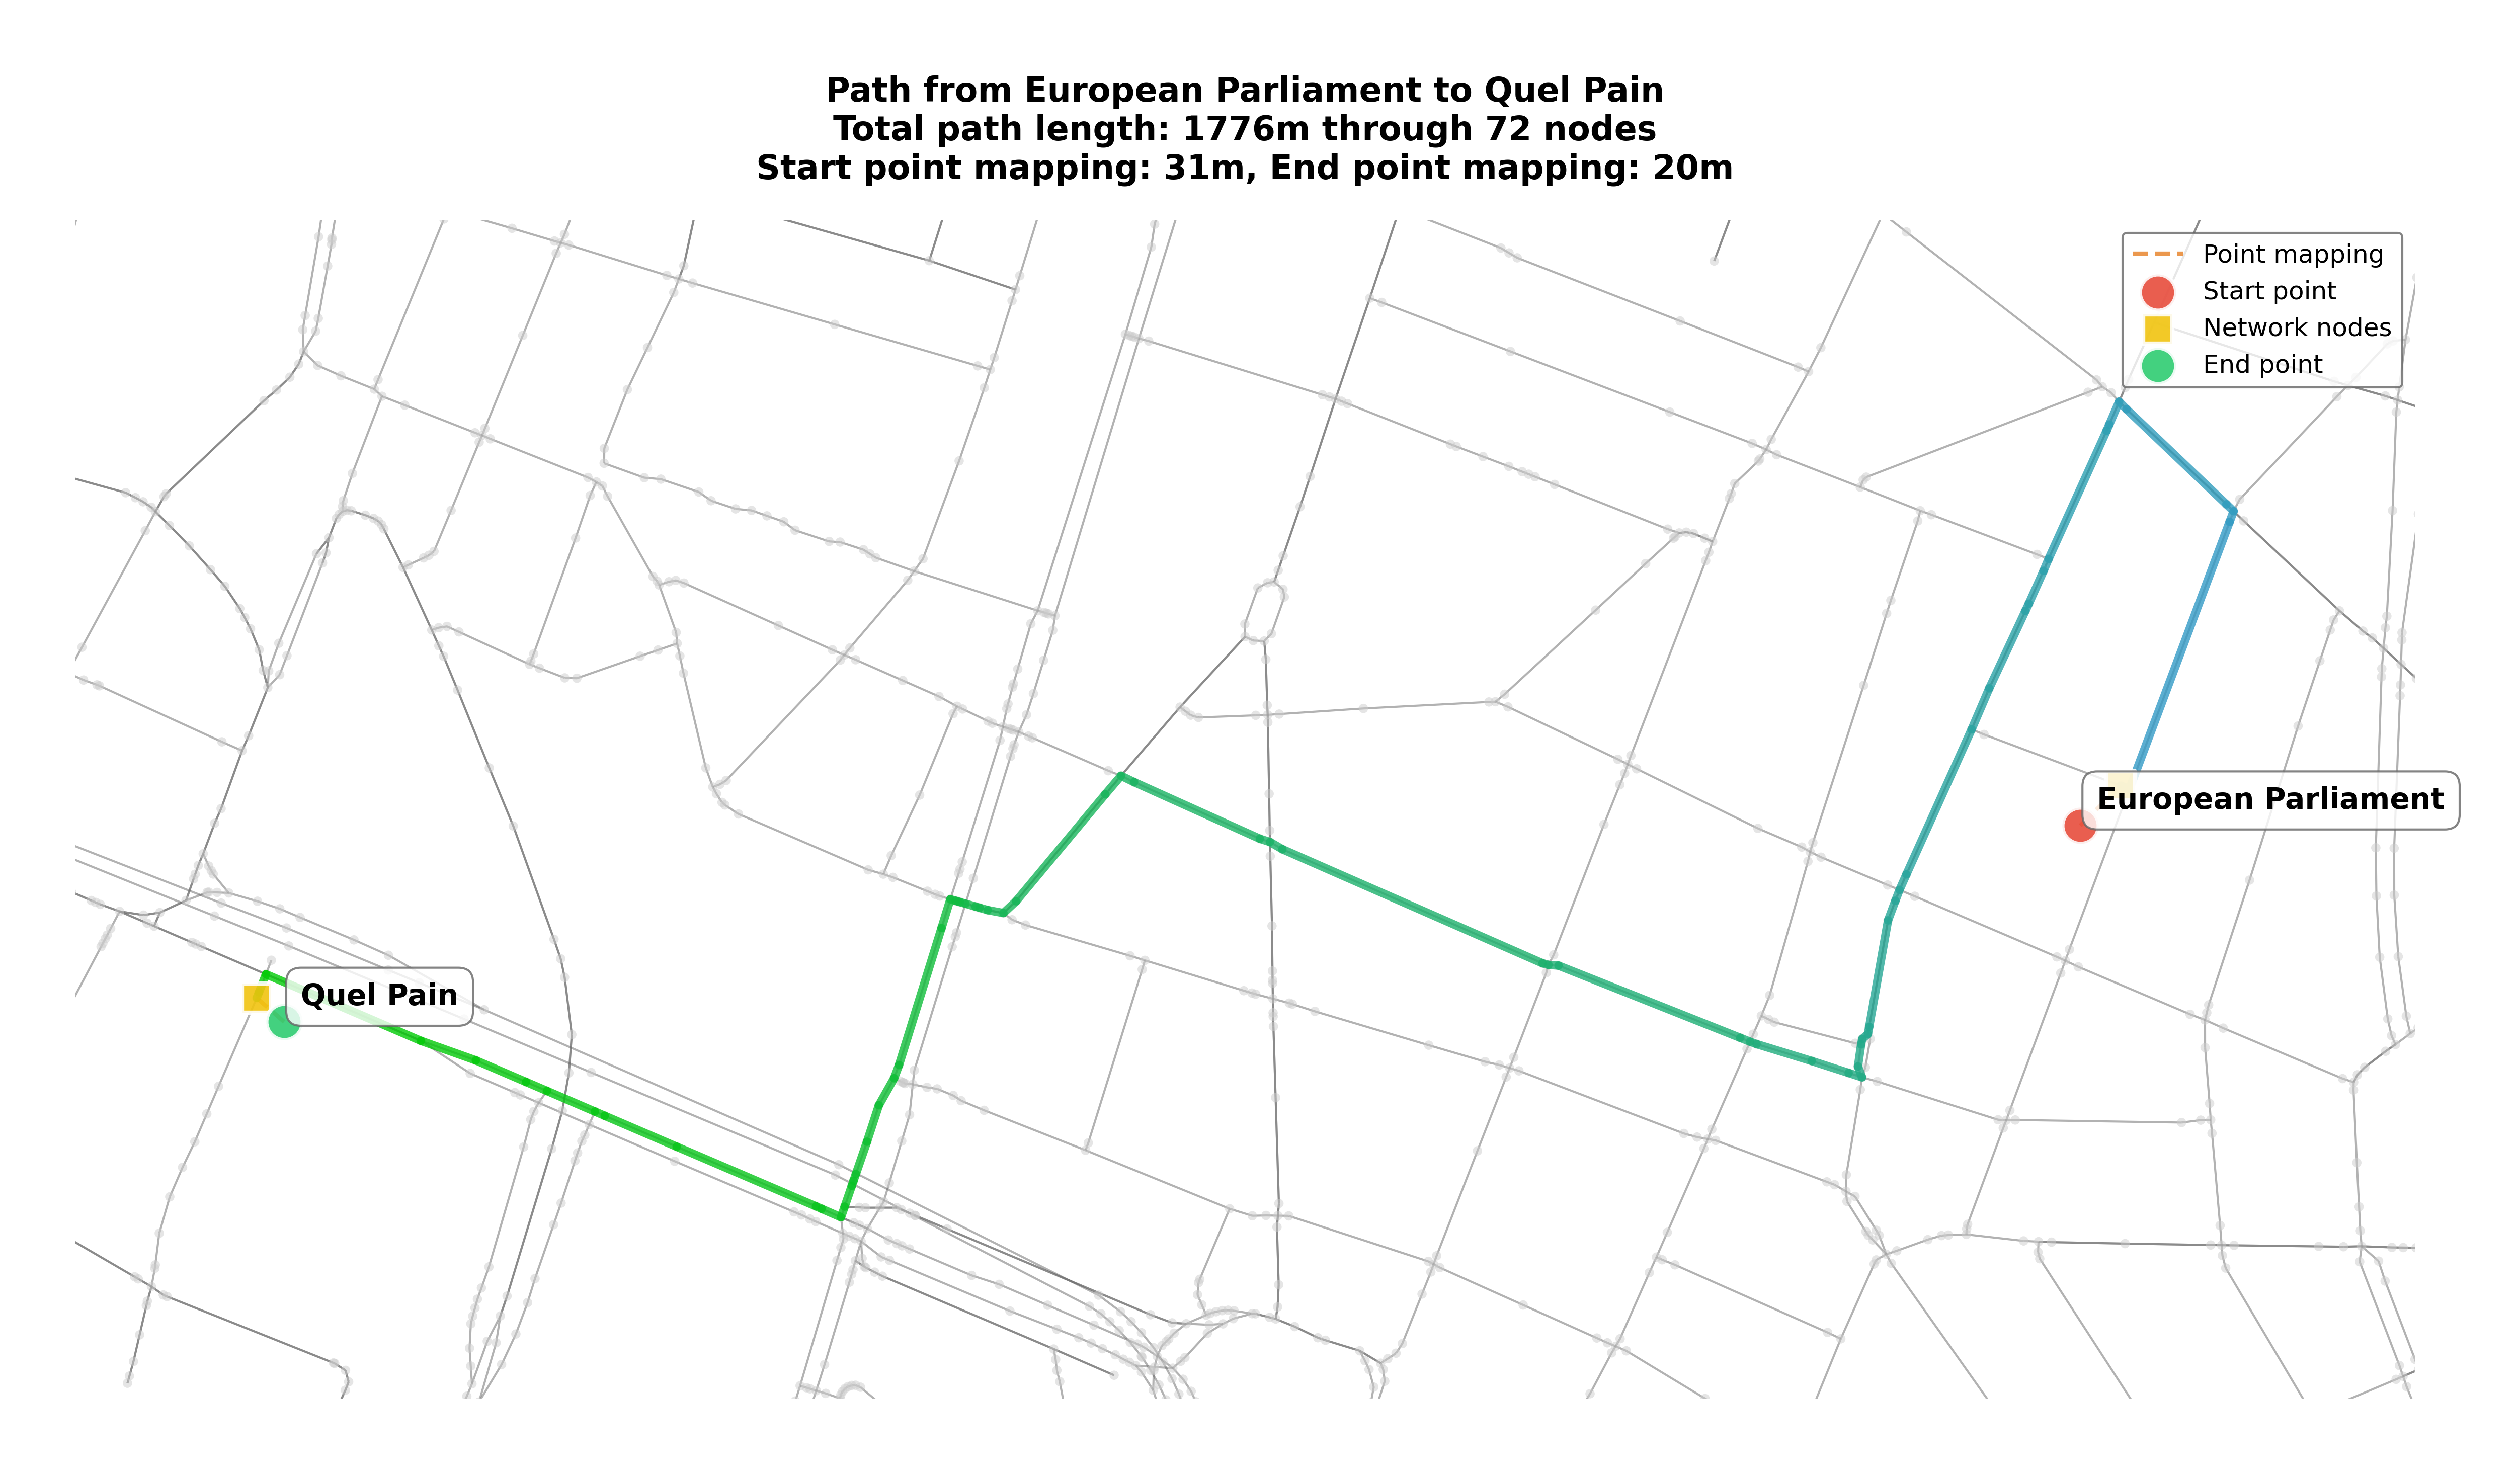 Path from European Parliament to Quel Pain
Total path length: 1776m through 72 nodes
Start point mapping: 31m, End point mapping: 20m
Point mapping
Start point
Network nodes
End point
European Parliament
Quel Pain